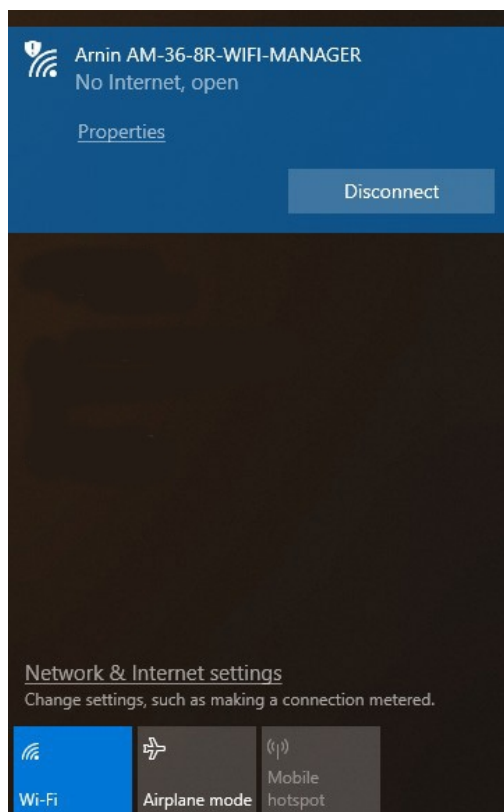 Arnin AM-36-8R-WIFI-MANAGER
No Internet, open
Properties
Disconnect
Network & Internet settings
Change settings, such as making a connection metered.
Wi-Fi
Airplane mode
Mobile
hotspot